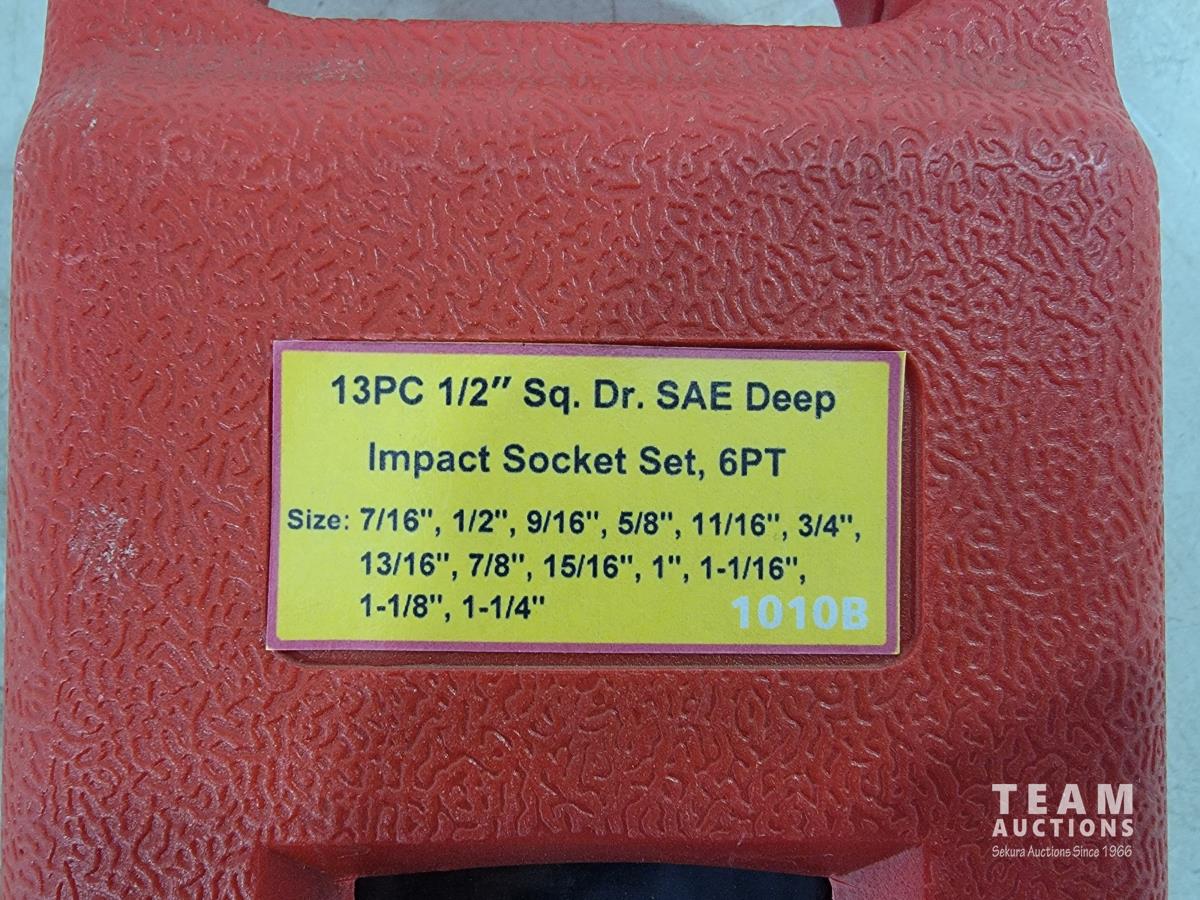 13PC 1/2″ Sq. Dr. SAE Deep
Impact Socket Set, 6PT
Size: 7/16", 1/2", 9/16", 5/8", 11/16", 3/4",
13/16", 7/8", 15/16", 1", 1-1/16",
1-1/8", 1-1/4"
1010B
TEAM
AUCTIONS
Sekura Auctions Since 1966